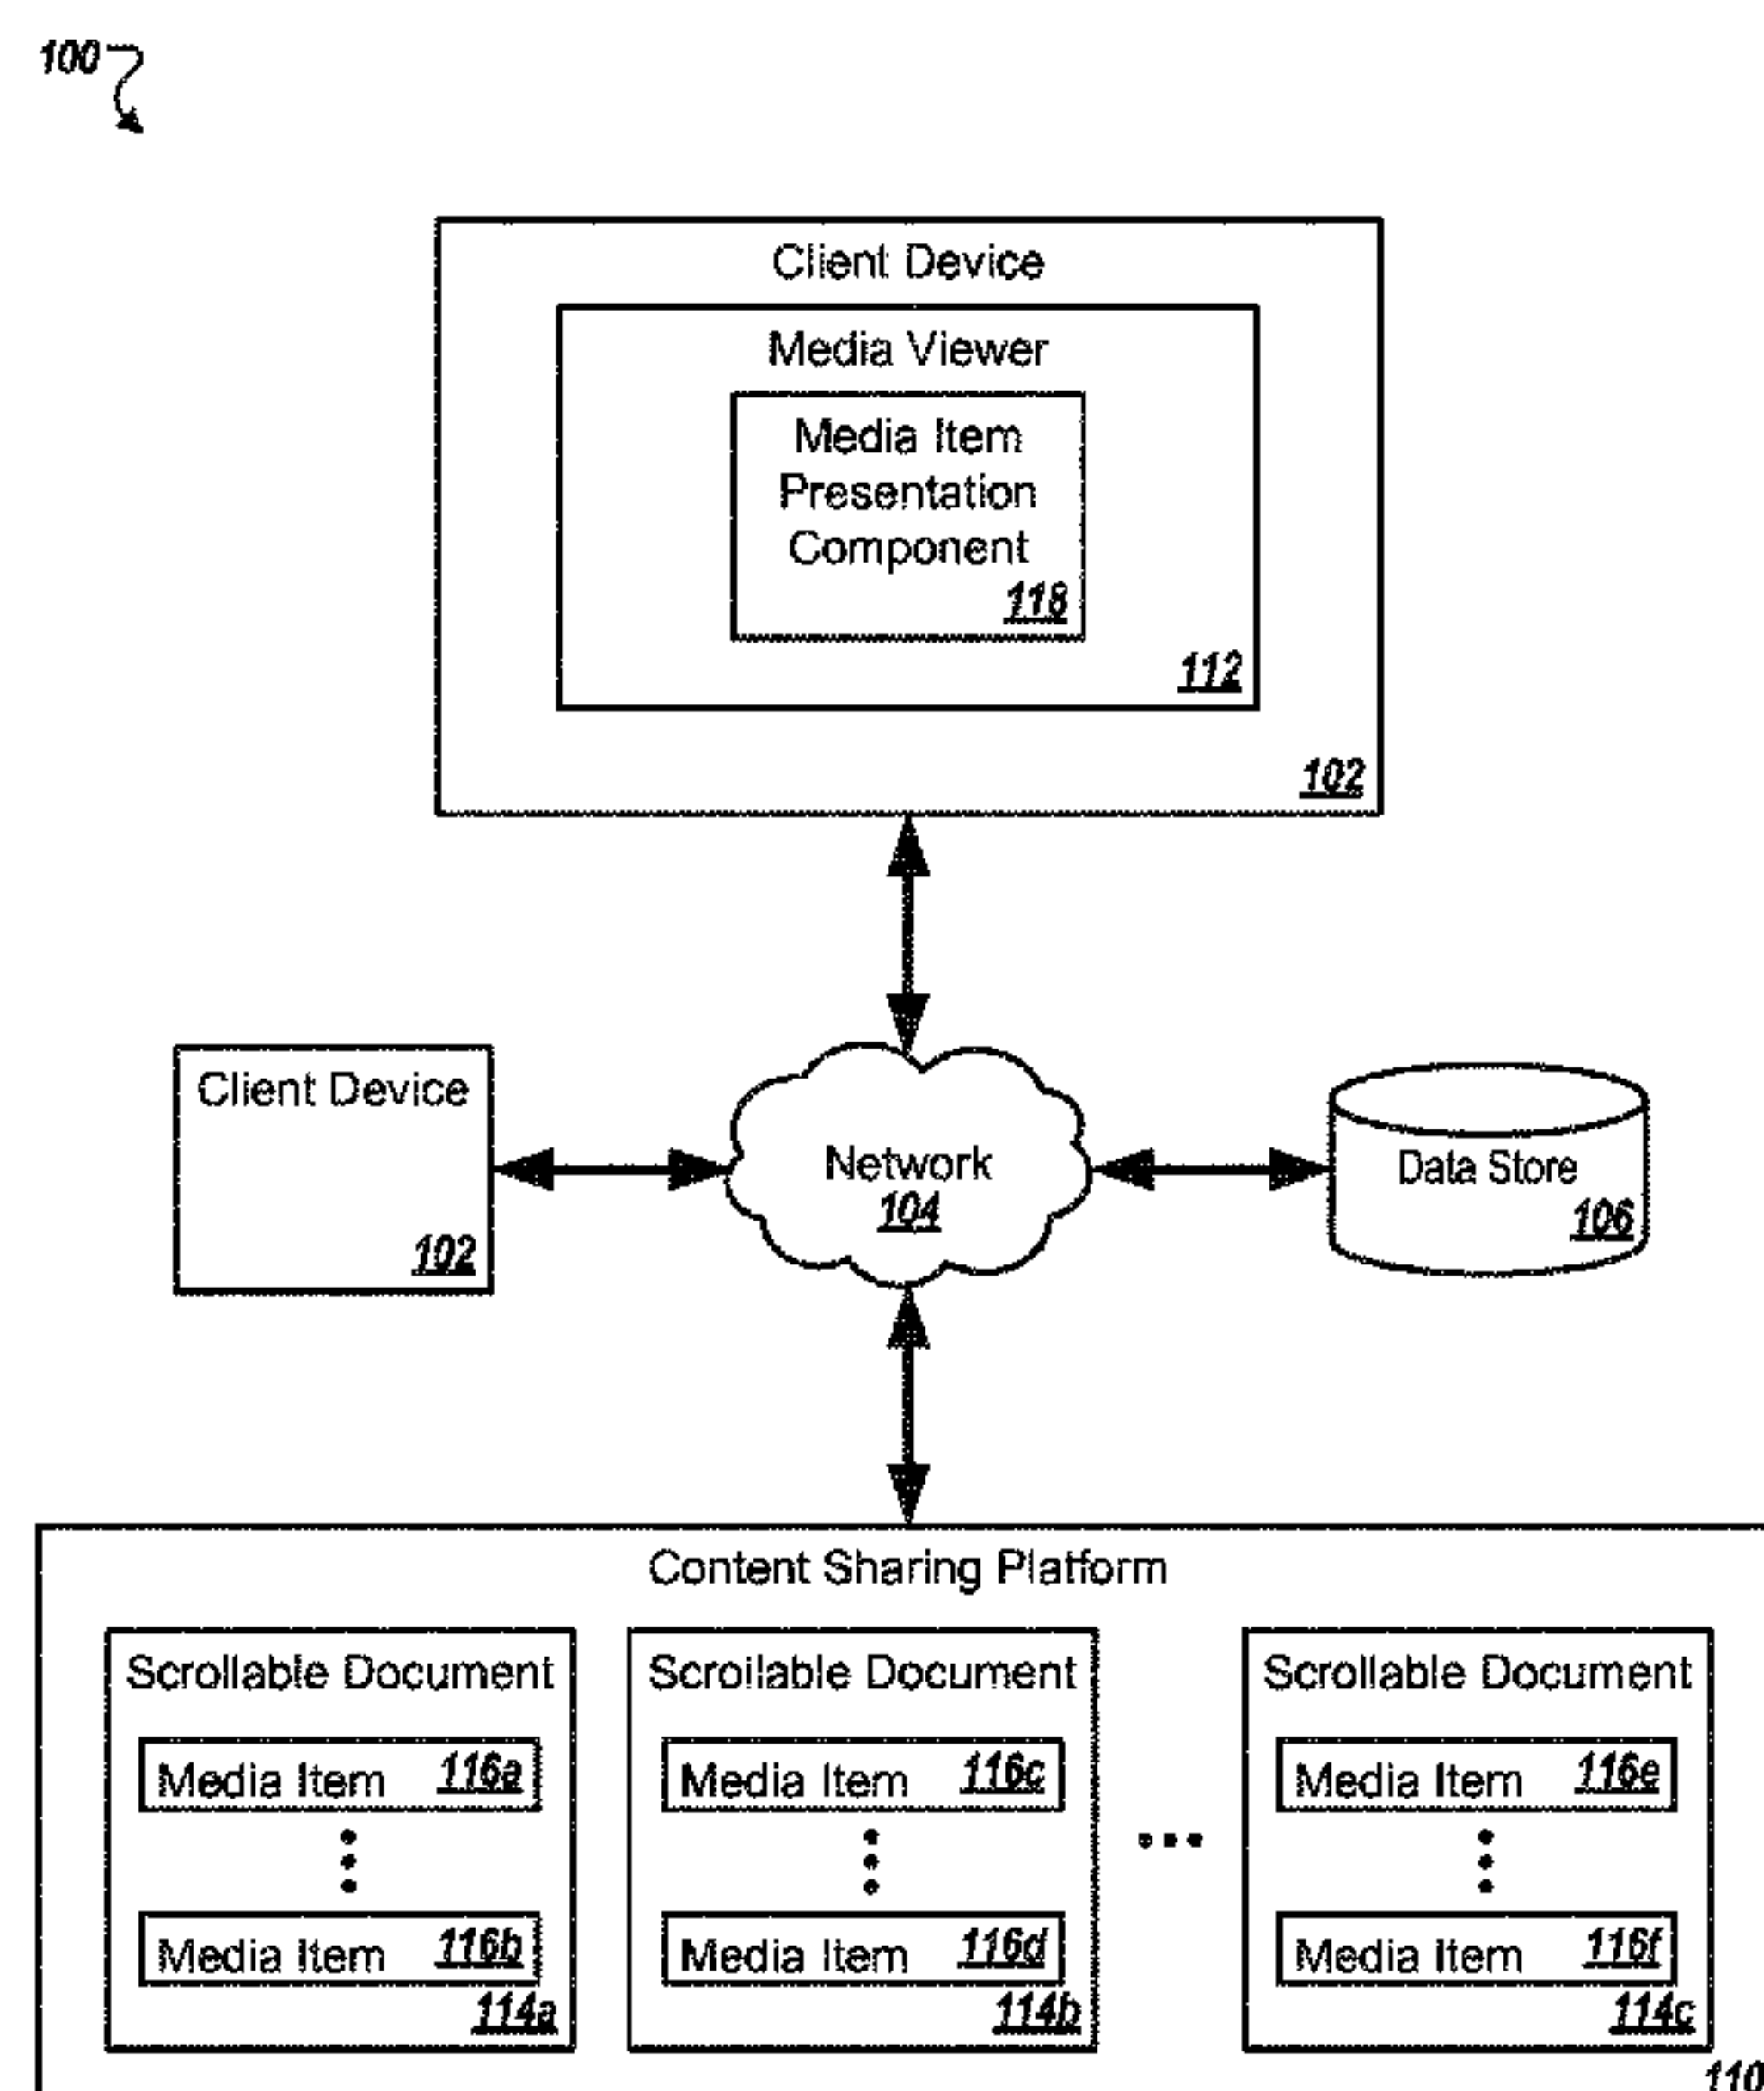 100
Client Device
Media Viewer
Media Item
Presentation
Component
118
112
102
Client Device
102
Network
104
Data Store
106
Content Sharing Platform
Scrollable Document
Media Item 116a
Media Item 116b
114a
Scrollable Document
Media Item 116c
Media Item 116d
114b
Scrollable Document
Media Item 116e
Media Item 116f
114c
110